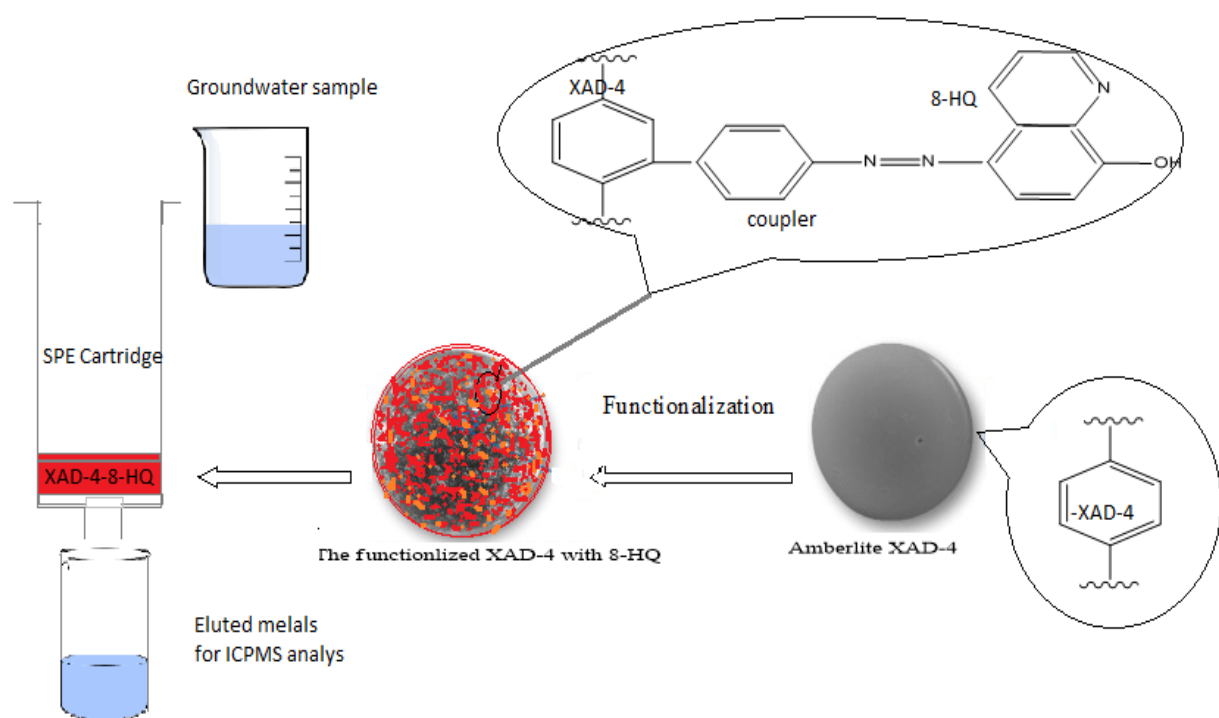 Groundwater sample
XAD-4
8-HQ
N
N
N
OH
coupler
SPE Cartridge
XAD-4-8-HQ
Functionalization
-XAD-4
The functionlized XAD-4 with 8-HQ
Amberlite XAD-4
Eluted melals
for ICPMS analys